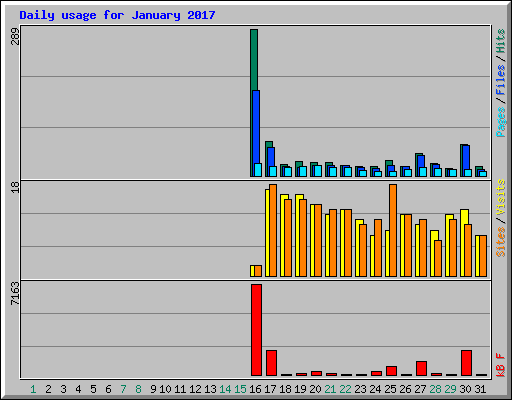 Daily usage for January 2017
289
Pages / Files / Hits
18
Sites / Visits
7163
kB F
1 2 3 4 5 6 7 8 9 10 11 12 13 14 15 16 17 18 19 20 21 22 23 24 25 26 27 28 29 30 31